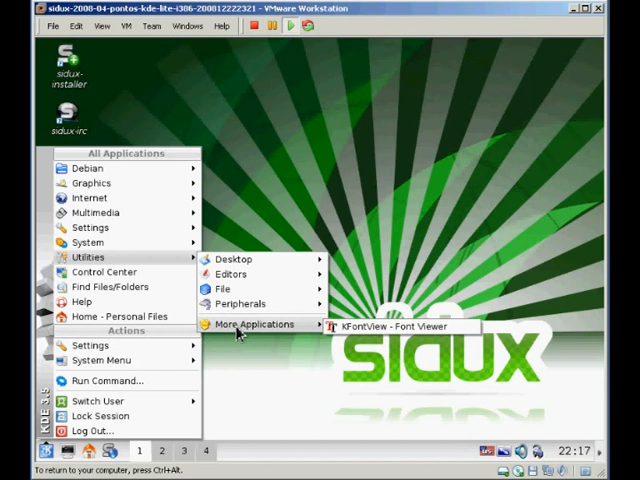 sidux-2008-04-pontos-kde-lite-i386-200812222321 - VMware Workstation
File Edit View VM Team Windows Help
sidux-
installer
sidux-irc
All Applications
Debian
Graphics
Internet
Multimedia
Settings
System
Utilities
Control Center
Find Files/Folders
Help
Home - Personal Files
Actions
Settings
System Menu
Run Command...
Switch User
Lock Session
Log Out...
KDE 3.5
Desktop
Editors
File
Peripherals
More Applications
KFontView - Font Viewer
sidux
1 2 3 4
22:17
To return to your computer, press Ctrl+Alt.